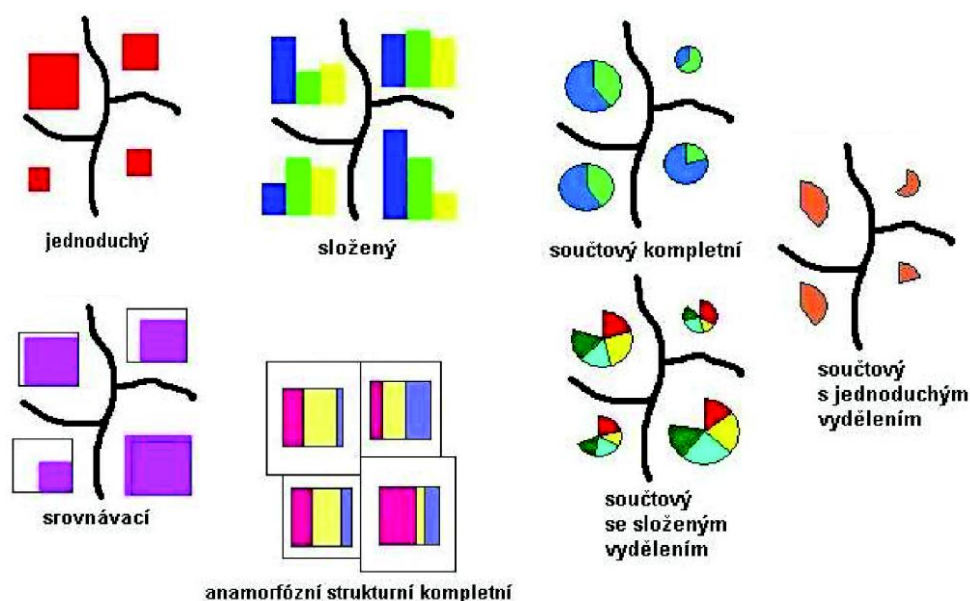 jednoduchý
složený
součtový kompletní
součtový
s jednoduchým
vydělením
srovnávací
součtový
se složeným
vydělením
anamorfózní strukturní kompletní